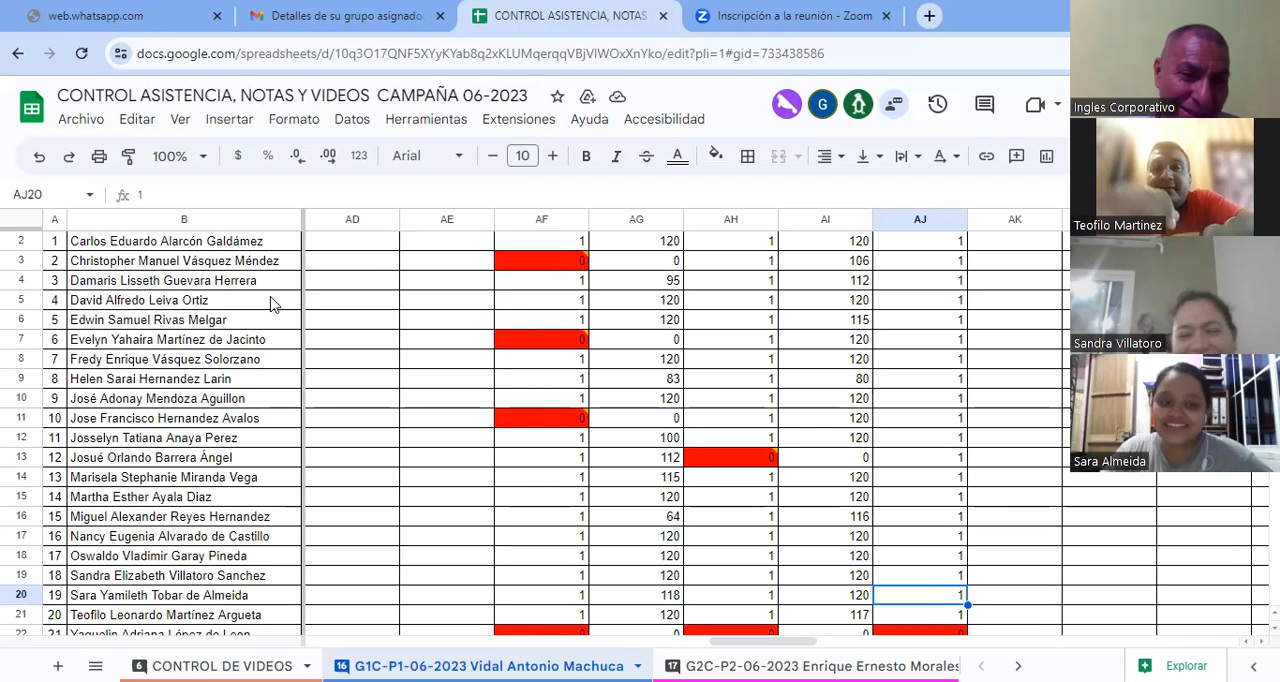 web.whatsapp.com × Detalles de su grupo asignado × CONTROL ASISTENCIA, NOTAS × Inscripción a la reunión - Zoom × +
docs.google.com/spreadsheets/d/10q3O17QNF5XYyKYab8q2xKLUMqerqqVBjVIWOxXnYko/edit?pli=1#gid=733438586
CONTROL ASISTENCIA, NOTAS Y VIDEOS CAMPAÑA 06-2023
Archivo Editar Ver Insertar Formato Datos Herramientas Extensiones Ayuda Accesibilidad
G
100% $ % .0 .00 123 Arial − 10 + B I A
AJ20 fx 1
A B AD AE AF AG AH AI AJ AK
2 1 Carlos Eduardo Alarcón Galdámez 1 120 1 120 1
3 2 Christopher Manuel Vásquez Méndez 0 0 1 106 1
4 3 Damaris Lisseth Guevara Herrera 1 95 1 112 1
5 4 David Alfredo Leiva Ortiz 1 120 1 120 1
6 5 Edwin Samuel Rivas Melgar 1 120 1 115 1
7 6 Evelyn Yahaira Martínez de Jacinto 0 0 1 120 1
8 7 Fredy Enrique Vásquez Solorzano 1 120 1 120 1
9 8 Helen Sarai Hernandez Larin 1 83 1 80 1
10 9 José Adonay Mendoza Aguillon 1 120 1 120 1
11 10 Jose Francisco Hernandez Avalos 0 0 1 120 1
12 11 Josselyn Tatiana Anaya Perez 1 100 1 120 1
13 12 Josué Orlando Barrera Ángel 1 112 0 0 1
14 13 Marisela Stephanie Miranda Vega 1 115 1 120 1
15 14 Martha Esther Ayala Diaz 1 120 1 120 1
16 15 Miguel Alexander Reyes Hernandez 1 64 1 116 1
17 16 Nancy Eugenia Alvarado de Castillo 1 120 1 120 1
18 17 Oswaldo Vladimir Garay Pineda 1 120 1 120 1
19 18 Sandra Elizabeth Villatoro Sanchez 1 120 1 120 1
20 19 Sara Yamileth Tobar de Almeida 1 118 1 120 1
21 20 Teofilo Leonardo Martínez Argueta 1 120 1 117 1
22 21 Yaquelin Adriana López de Leon 0 0 0 0 0
+ 6 CONTROL DE VIDEOS 16 G1C-P1-06-2023 Vidal Antonio Machuca 17 G2C-P2-06-2023 Enrique Ernesto Morales Explorar
Ingles Corporativo
Teofilo Martinez
Sandra Villatoro
Sara Almeida